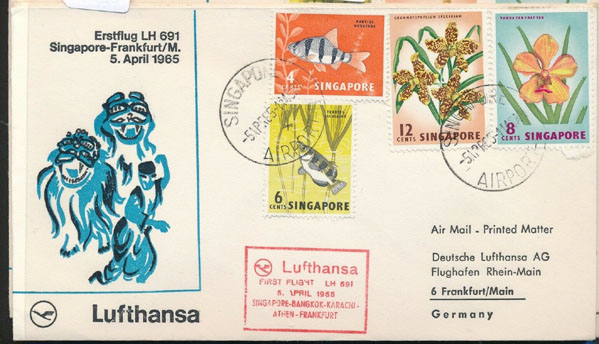 Erstflug LH 691
Singapore-Frankfurt/M.
5. April 1965
4 CENTS SINGAPORE
12 CENTS SINGAPORE
8 CENTS SINGAPORE
6 CENTS SINGAPORE
SINGAPORE
AIRPORT
SINGAPORE
AIRPORT
Lufthansa
FIRST FLIGHT LH 691
5. APRIL 1965
SINGAPORE-BANGKOK-KARACHI-
ATHEN-FRANKFURT
Air Mail - Printed Matter
Deutsche Lufthansa AG
Flughafen Rhein-Main
6 Frankfurt/Main
Germany
Lufthansa